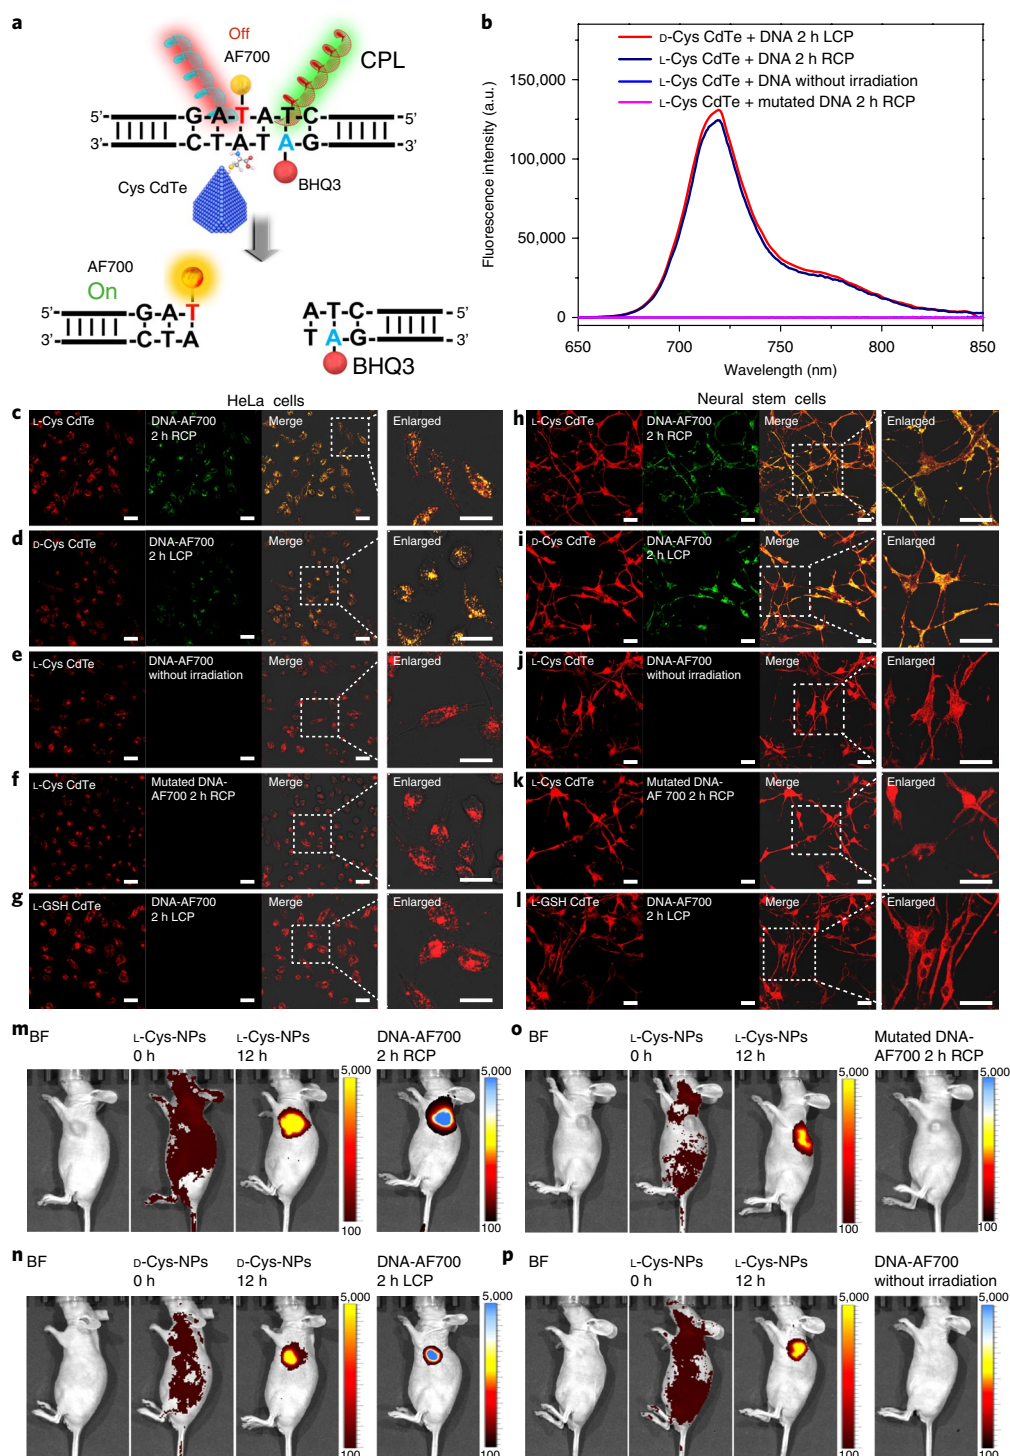 a
Off
AF700
CPL
5'- -G-A-T-A-T-C- -5'
3'- -C-T-A-T-A-G- -3'
Cys CdTe
BHQ3
AF700
On
5'- -G-A-T
3'- -C-T-A
A-T-C- -5'
T-A-G- -3'
BHQ3
b
D-Cys CdTe + DNA 2 h LCP
L-Cys CdTe + DNA 2 h RCP
L-Cys CdTe + DNA without irradiation
L-Cys CdTe + mutated DNA 2 h RCP
Fluorescence intensity (a.u.)
150,000
100,000
50,000
0
650 700 750 800 850
Wavelength (nm)
HeLa cells
c
L-Cys CdTe
DNA-AF700
2 h RCP
Merge
Enlarged
d
D-Cys CdTe
DNA-AF700
2 h LCP
Merge
Enlarged
e
L-Cys CdTe
DNA-AF700
without irradiation
Merge
Enlarged
f
L-Cys CdTe
Mutated DNA-
AF700 2 h RCP
Merge
Enlarged
g
L-GSH CdTe
DNA-AF700
2 h LCP
Merge
Enlarged
Neural stem cells
h
L-Cys CdTe
DNA-AF700
2 h RCP
Merge
Enlarged
i
D-Cys CdTe
DNA-AF700
2 h LCP
Merge
Enlarged
j
L-Cys CdTe
DNA-AF700
without irradiation
Merge
Enlarged
k
L-Cys CdTe
Mutated DNA-
AF 700 2 h RCP
Merge
Enlarged
l
L-GSH CdTe
DNA-AF700
2 h LCP
Merge
Enlarged
m
BF
L-Cys-NPs
0 h
L-Cys-NPs
12 h
DNA-AF700
2 h RCP
5,000
100
5,000
100
o
BF
L-Cys-NPs
0 h
L-Cys-NPs
12 h
Mutated DNA-
AF700 2 h RCP
5,000
100
5,000
100
n
BF
D-Cys-NPs
0 h
D-Cys-NPs
12 h
DNA-AF700
2 h LCP
5,000
100
5,000
100
p
BF
L-Cys-NPs
0 h
L-Cys-NPs
12 h
DNA-AF700
without irradiation
5,000
100
5,000
100